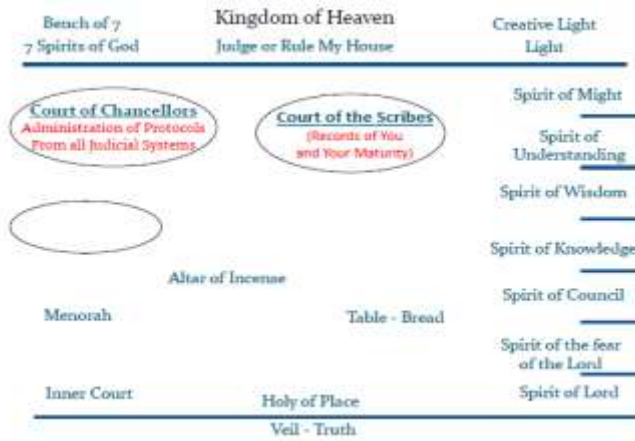 Bench of 7
7 Spirits of God
Kingdom of Heaven
Judge or Rule My House
Creative Light
Light
Court of Chancellors
Administration of Protocols
From all Judicial Systems
Court of the Scribes
(Records of You
and Your Maturity)
Spirit of Might
Spirit of
Understanding
Spirit of Wisdom
Spirit of Knowledge
Spirit of Council
Spirit of the fear
of the Lord
Spirit of Lord
Altar of Incense
Menorah
Table - Bread
Inner Court
Holy of Place
Veil - Truth